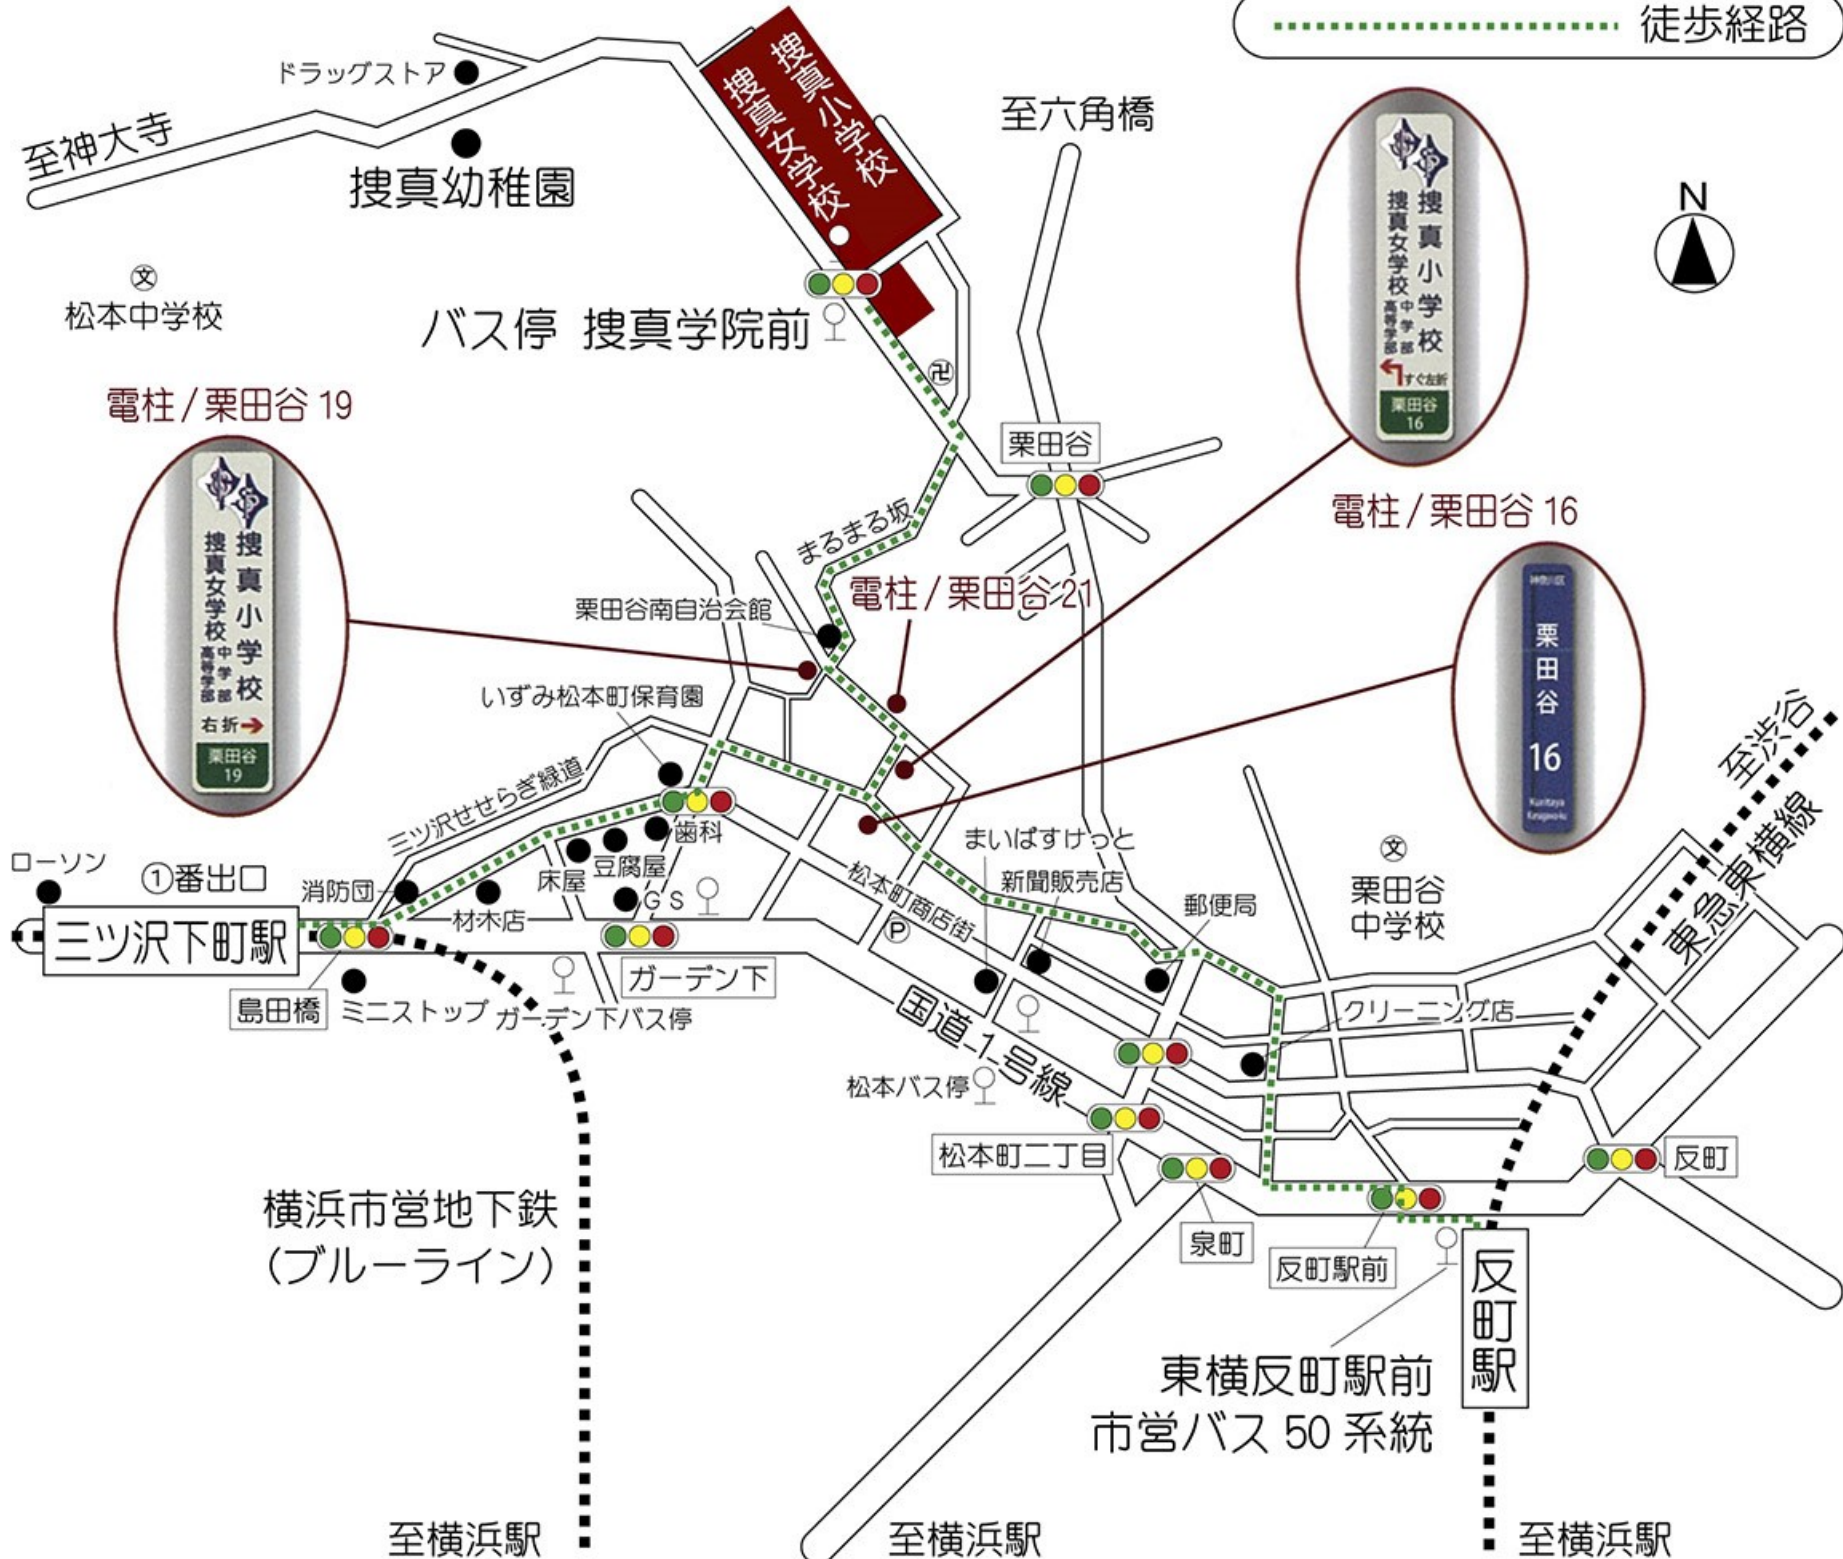 徒歩経路
ドラッグストア
至神大寺
捜真幼稚園
捜真小学校
捜真女学校
至六角橋
N
文
松本中学校
バス停 捜真学院前
卍
電柱/栗田谷 19
捜真小学校
捜真女学校 中学部 高等学部
右折→
栗田谷
19
捜真小学校
捜真女学校 中学部 高等学部
すぐ左折
栗田谷
16
栗田谷
電柱/栗田谷 16
神奈川区
栗田谷
16
Kuritaya
まるまる坂
電柱/栗田谷 21
栗田谷南自治会館
いずみ松本町保育園
三ツ沢せせらぎ緑道
歯科
豆腐屋
床屋
GS
材木店
消防団
ローソン
①番出口
三ツ沢下町駅
島田橋
ミニストップ
ガーデン下バス停
ガーデン下
まいばすけっと
新聞販売店
松本町商店街
P
郵便局
文
栗田谷
中学校
至渋谷
東急東横線
クリーニング店
国道1号線
松本バス停
松本町二丁目
泉町
反町駅前
反町
反町駅
横浜市営地下鉄
(ブルーライン)
東横反町駅前
市営バス 50 系統
至横浜駅
至横浜駅
至横浜駅